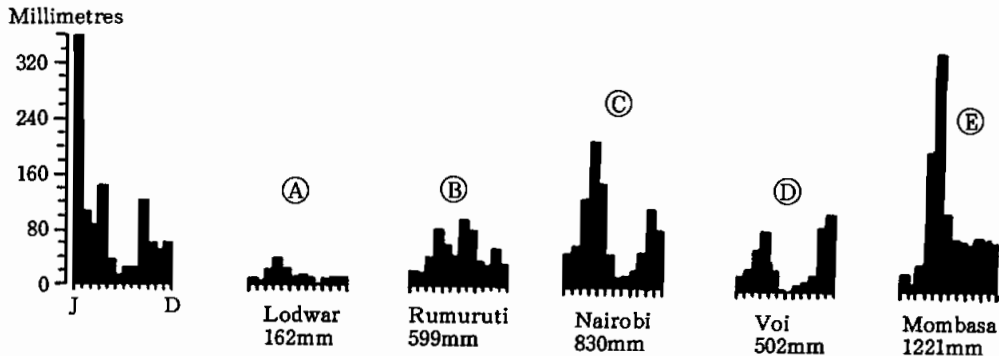 Millimetres
320
240
160
80
0
J D
A
B
C
D
E
Lodwar
162mm
Rumuruti
599mm
Nairobi
830mm
Voi
502mm
Mombasa
1221mm